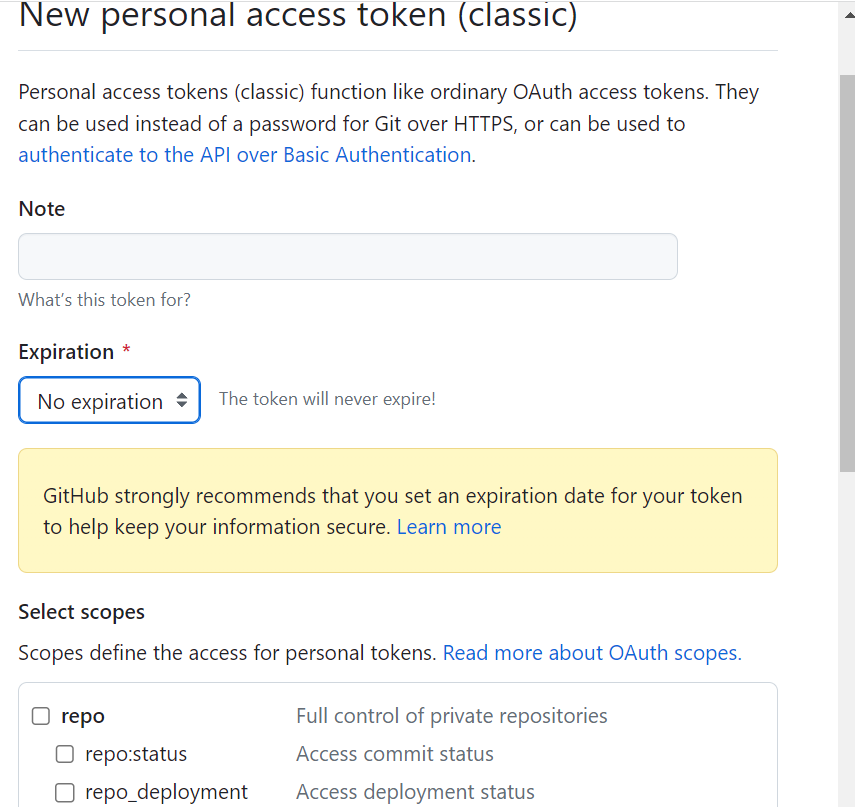 New personal access token (classic)
Personal access tokens (classic) function like ordinary OAuth access tokens. They
can be used instead of a password for Git over HTTPS, or can be used to
authenticate to the API over Basic Authentication.
Note
What's this token for?
Expiration *
No expiration
The token will never expire!
GitHub strongly recommends that you set an expiration date for your token
to help keep your information secure. Learn more
Select scopes
Scopes define the access for personal tokens. Read more about OAuth scopes.
repo Full control of private repositories
repo:status Access commit status
repo_deployment Access deployment status